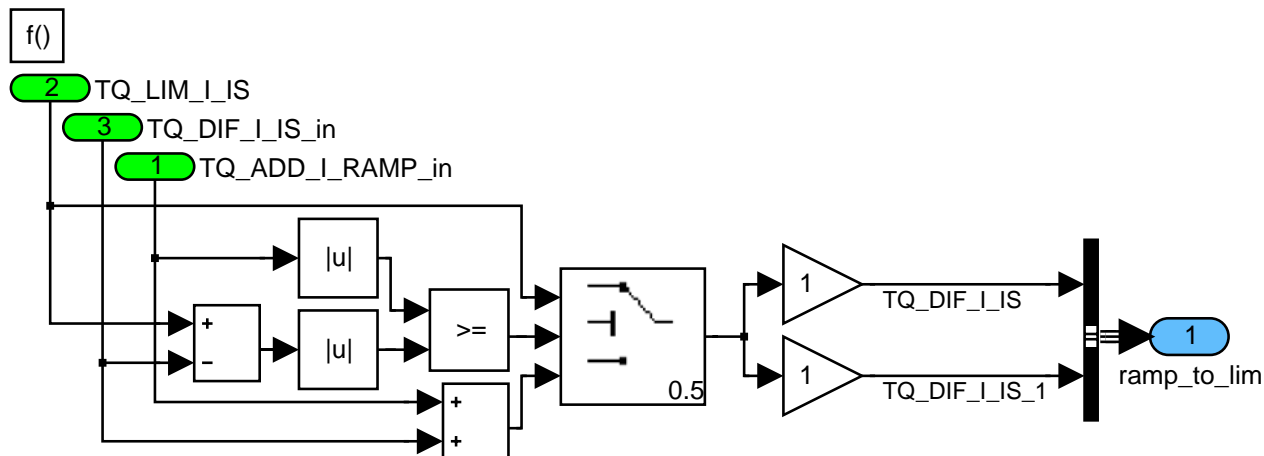 f()
2 TQ_LIM_I_IS
3 TQ_DIF_I_IS_in
1 TQ_ADD_I_RAMP_in
|u|
+
−
|u|
>=
+
+
0.5
1
TQ_DIF_I_IS
1
TQ_DIF_I_IS_1
1
ramp_to_lim